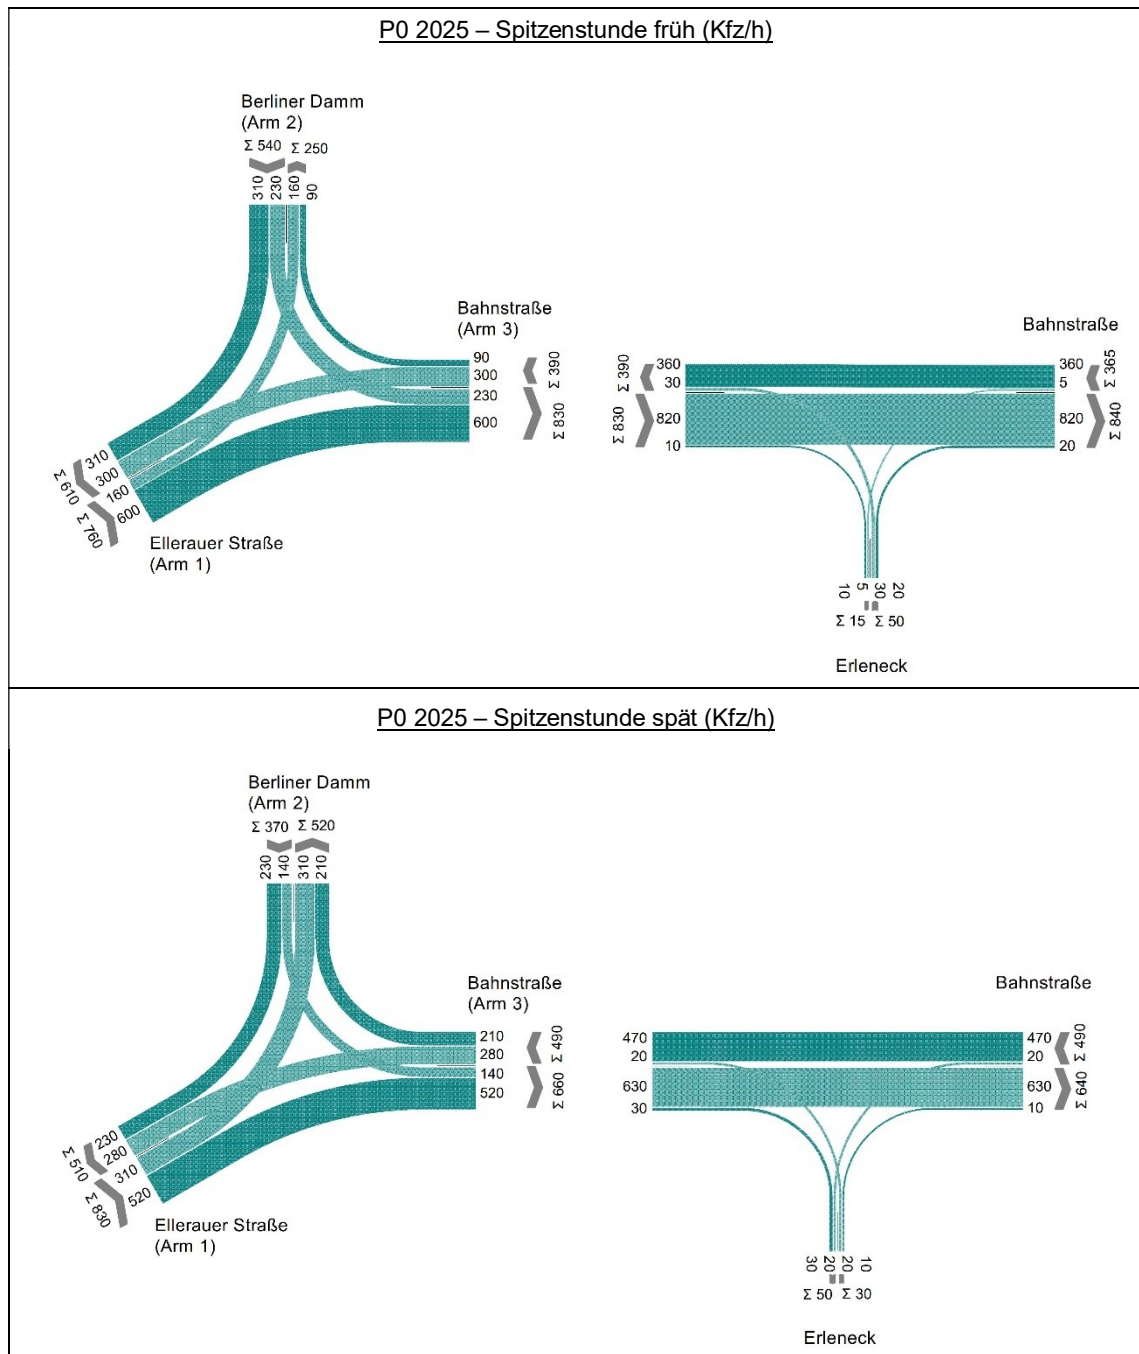 P0 2025 – Spitzenstunde früh (Kfz/h)
Berliner Damm
(Arm 2)
Σ 540 Σ 250
310 230 160 90
Bahnstraße
(Arm 3)
90
300
230
600
Σ 390
Σ 830
310
300
160
600
Σ 610
Σ 760
Ellerauer Straße
(Arm 1)
Bahnstraße
Σ 390
Σ 830
360
30
820
10
360
5
820
20
Σ 365
Σ 840
10 5 30 20
Σ 15 Σ 50
Erleneck
P0 2025 – Spitzenstunde spät (Kfz/h)
Berliner Damm
(Arm 2)
Σ 370 Σ 520
230 140 310 210
Bahnstraße
(Arm 3)
210
280
140
520
Σ 490
Σ 660
230
280
310
520
Σ 510
Σ 830
Ellerauer Straße
(Arm 1)
Bahnstraße
470
20
630
30
470
20
630
10
Σ 490
Σ 640
30 20 20 10
Σ 50 Σ 30
Erleneck